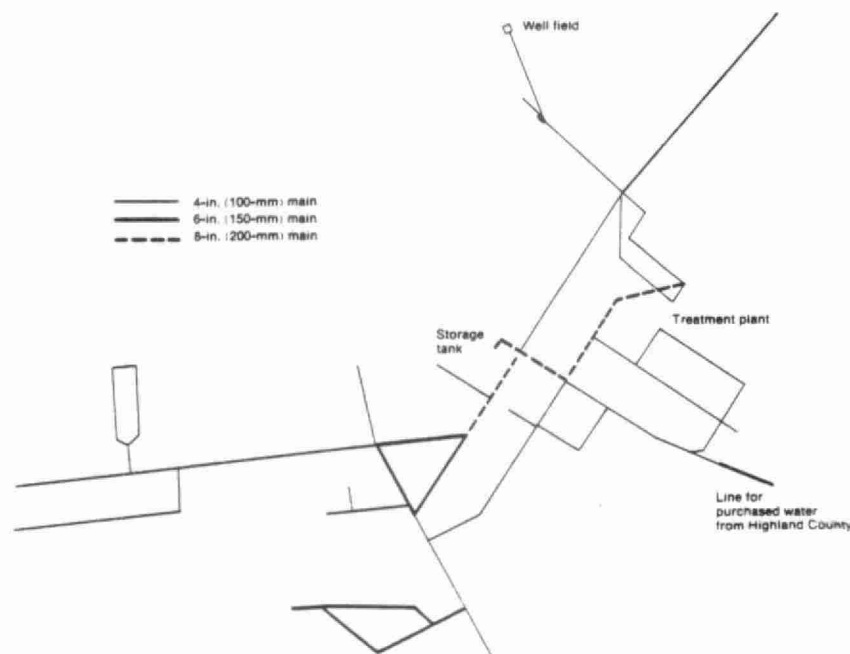 Well field
4-in. (100-mm) main
6-in. (150-mm) main
8-in. (200-mm) main
Treatment plant
Storage
tank
Line for
purchased water
from Highland County